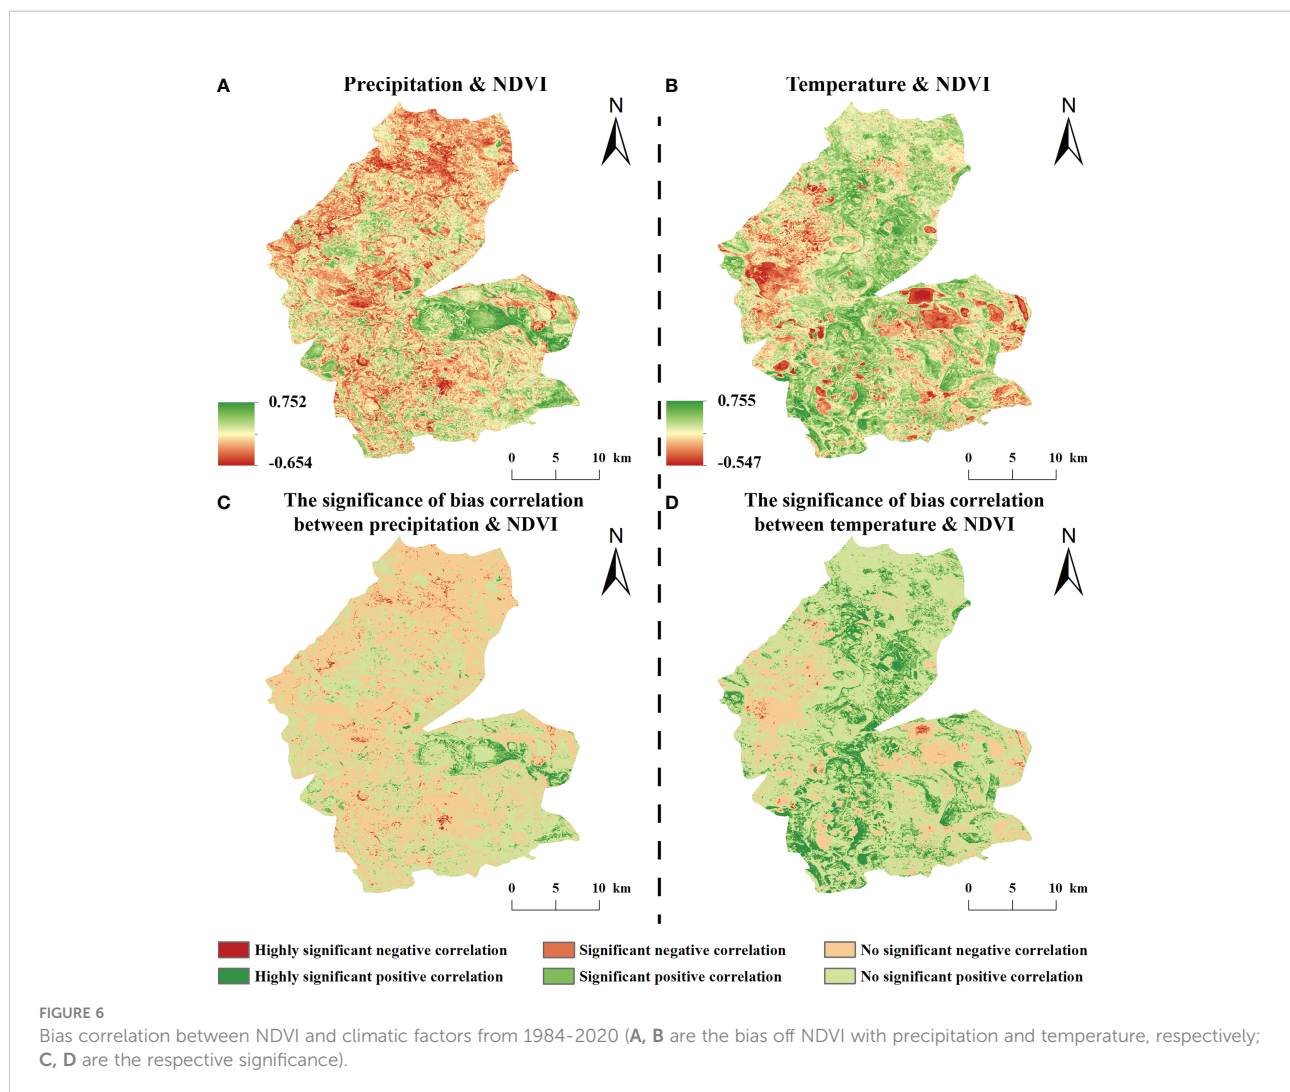 A
Precipitation & NDVI
N
0.752
-0.654
0 5 10 km
B
Temperature & NDVI
N
0.755
-0.547
0 5 10 km
C
The significance of bias correlation
between precipitation & NDVI
N
0 5 10 km
D
The significance of bias correlation
between temperature & NDVI
N
0 5 10 km
Highly significant negative correlation
Significant negative correlation
No significant negative correlation
Highly significant positive correlation
Significant positive correlation
No significant positive correlation
FIGURE 6
Bias correlation between NDVI and climatic factors from 1984-2020 (A, B are the bias off NDVI with precipitation and temperature, respectively;
C, D are the respective significance).